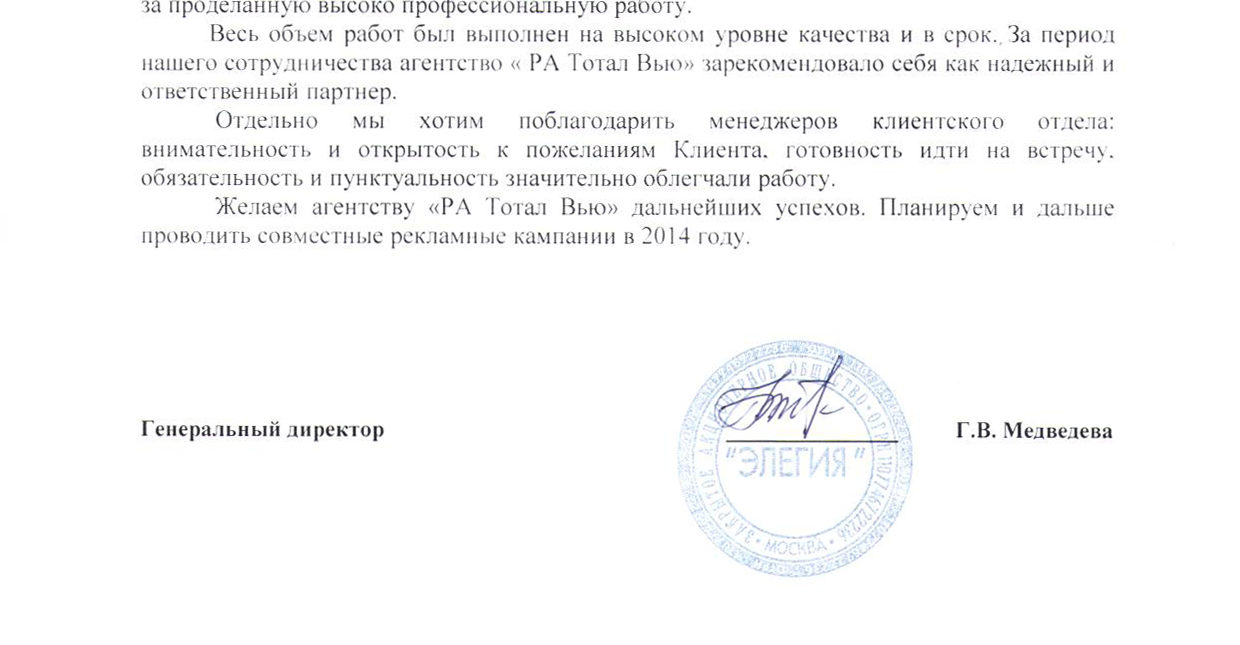 за проделанную высоко профессиональную работу.
Весь объем работ был выполнен на высоком уровне качества и в срок. За период
нашего сотрудничества агентство « РА Тотал Вью» зарекомендовало себя как надежный и
ответственный партнер.
Отдельно мы хотим поблагодарить менеджеров клиентского отдела:
внимательность и открытость к пожеланиям Клиента, готовность идти на встречу,
обязательность и пунктуальность значительно облегчали работу.
Желаем агентству «РА Тотал Вью» дальнейших успехов. Планируем и дальше
проводить совместные рекламные кампании в 2014 году.
Генеральный директор
ЗАКРЫТОЕ АКЦИОНЕРНОЕ ОБЩЕСТВО
"ЭЛЕГИЯ"
• МОСКВА •
Г.В. Медведева